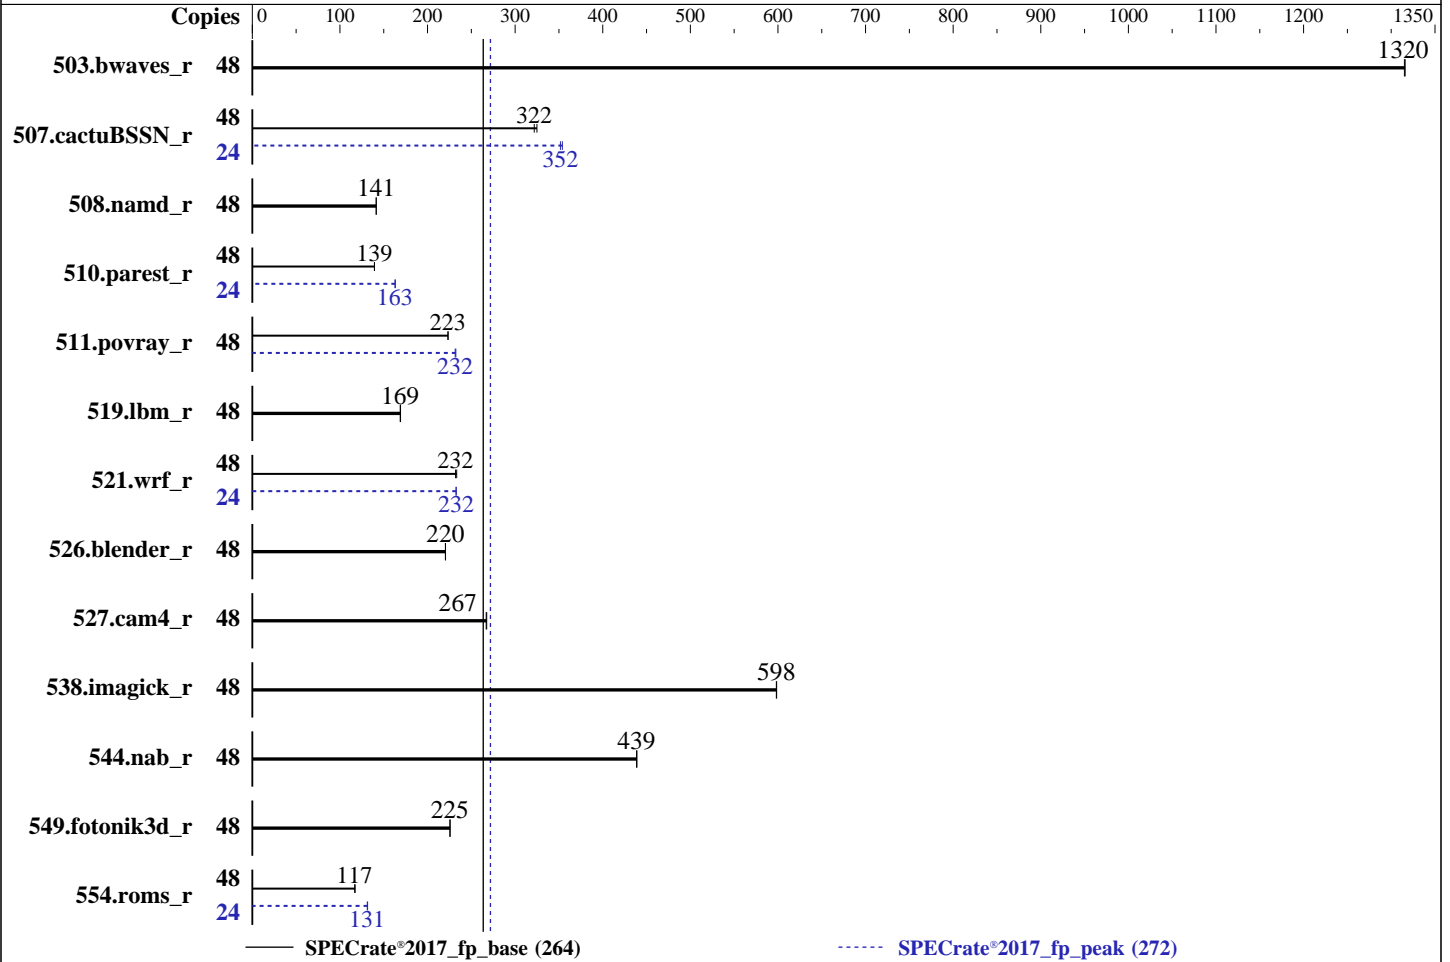 Copies 0 100 200 300 400 500 600 700 800 900 1000 1100 1200 1350
503.bwaves_r 48 1320
507.cactuBSSN_r 48 322
24 352
508.namd_r 48 141
510.parest_r 48 139
24 163
511.povray_r 48 223
232
519.lbm_r 48 169
521.wrf_r 48 232
24 232
526.blender_r 48 220
527.cam4_r 48 267
538.imagick_r 48 598
544.nab_r 48 439
549.fotonik3d_r 48 225
554.roms_r 48 117
24 131
SPECrate®2017_fp_base (264) SPECrate®2017_fp_peak (272)